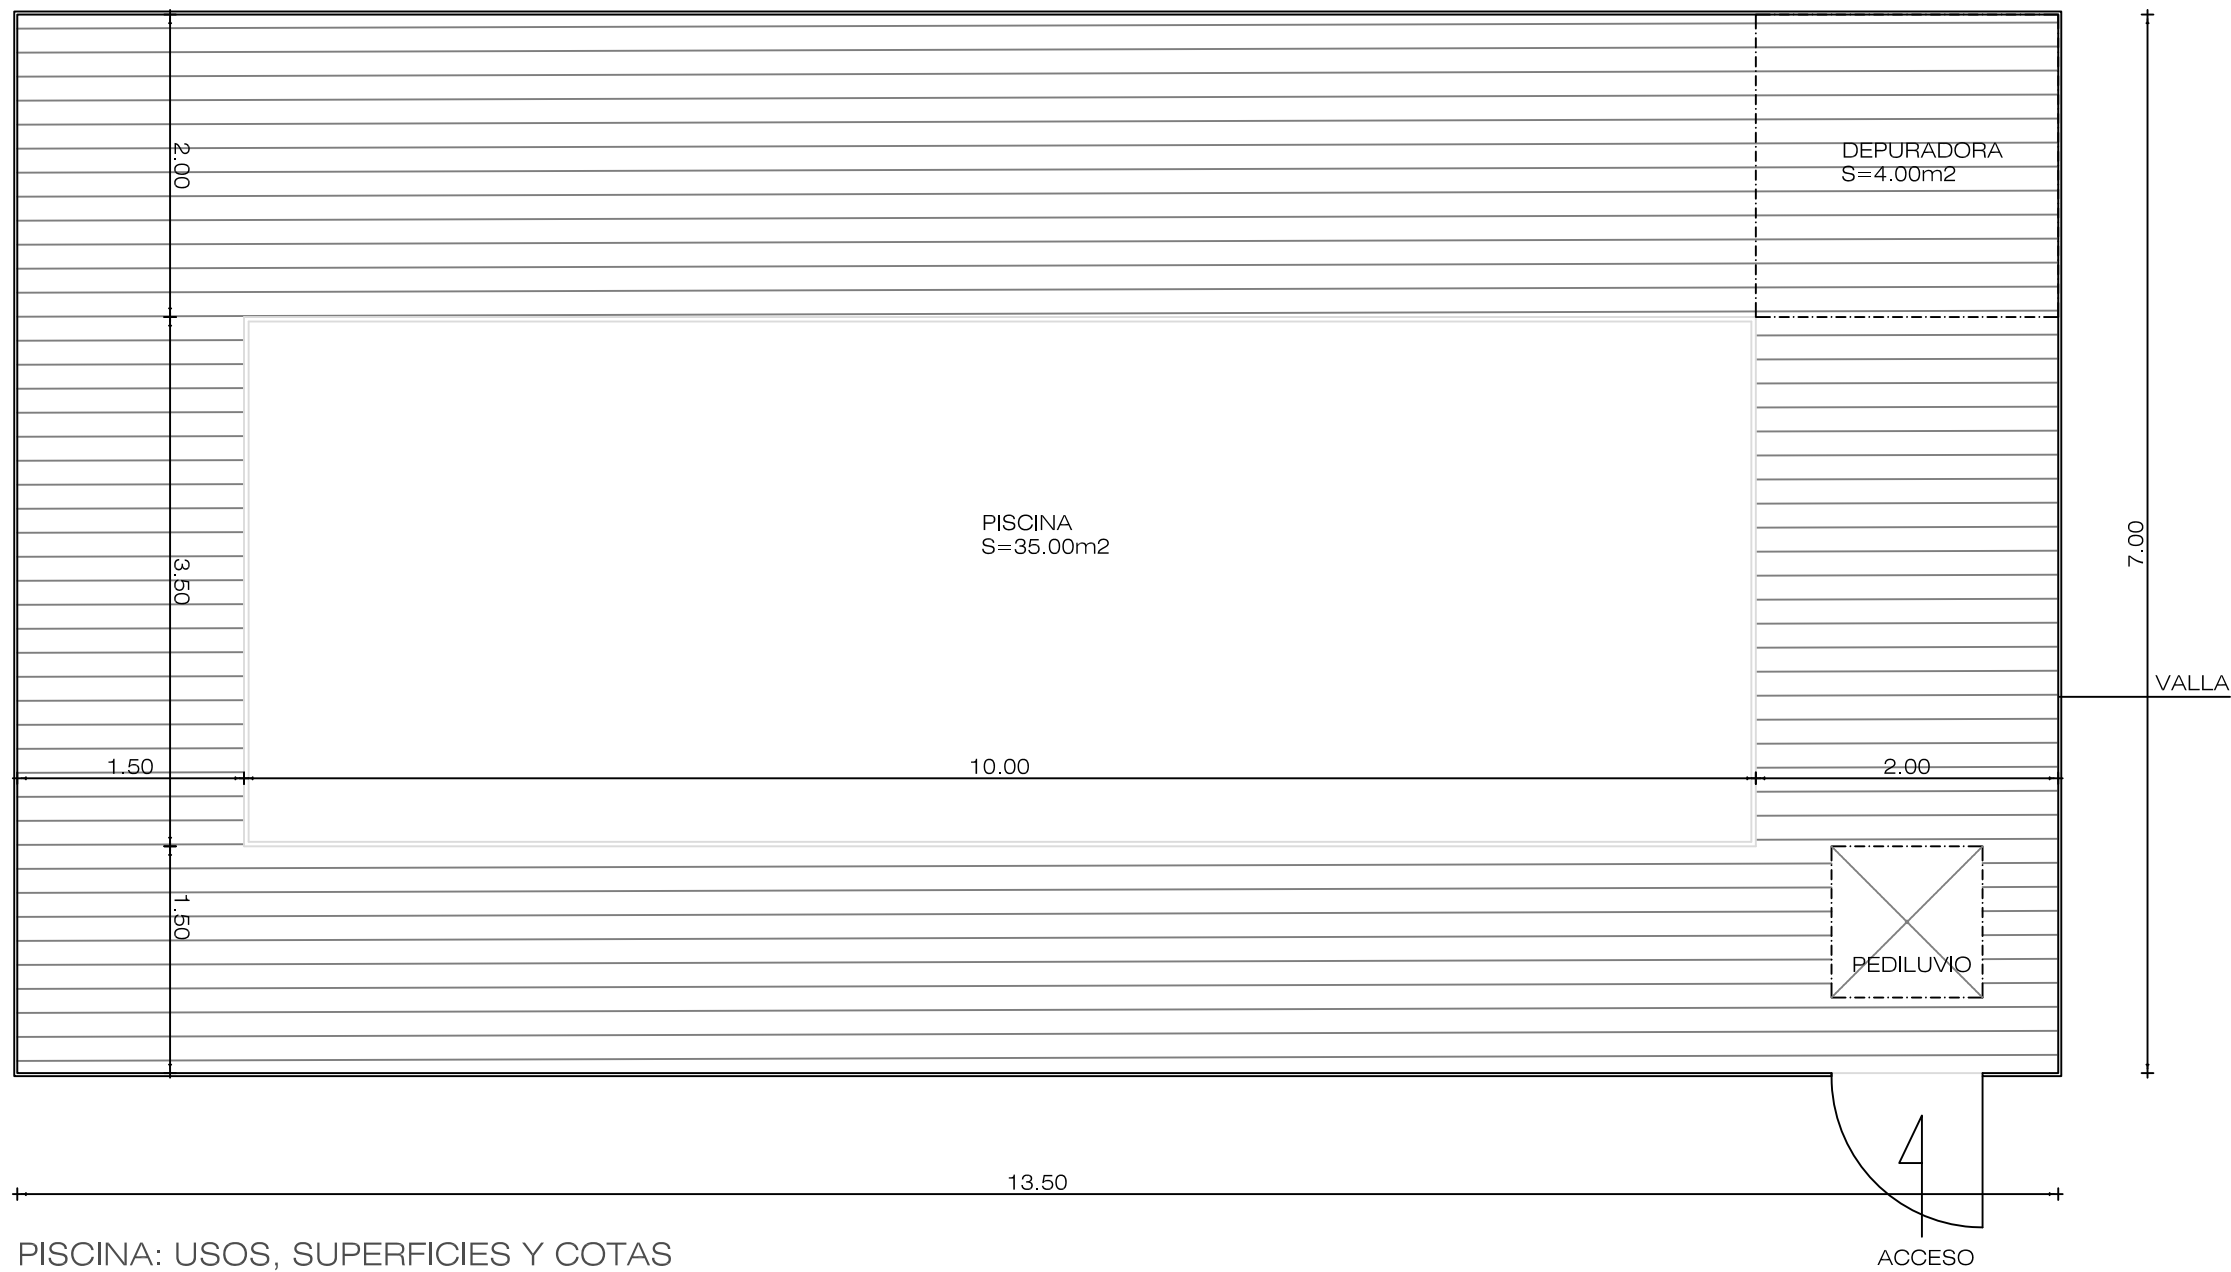 2.00
DEPURADORA
S=4.00m2
PISCINA
S=35.00m2
7.00
3.50
VALLA
1.50
10.00
2.00
1.50
PEDILUVIO
13.50
PISCINA: USOS, SUPERFICIES Y COTAS
ACCESO